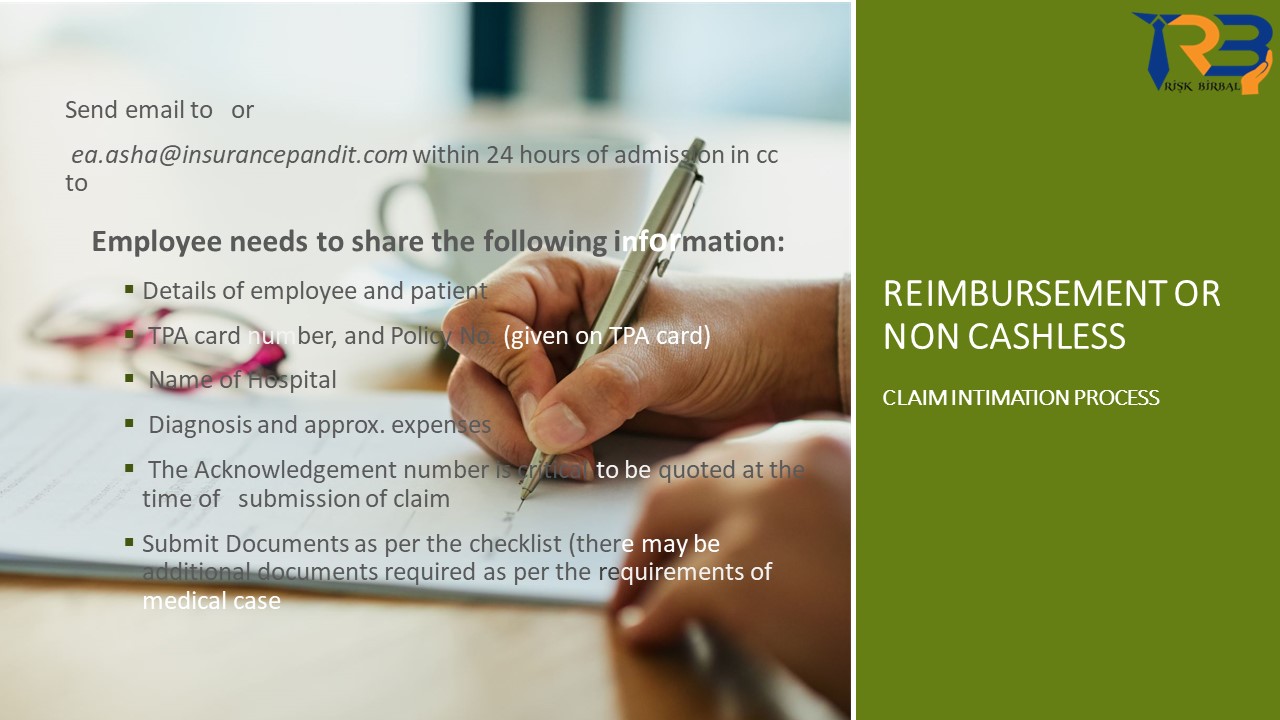 Send email to   or
ea.asha@insurancepandit.com within 24 hours of admission in cc
to
Employee needs to share the following information:
▪ Details of employee and patient
▪ TPA card number, and Policy No. (given on TPA card)
▪ Name of Hospital
▪ Diagnosis and approx. expenses
▪ The Acknowledgement number is critical to be quoted at the
time of   submission of claim
▪ Submit Documents as per the checklist (there may be
additional documents required as per the requirements of
medical case
RB
RISK BIRBAL
REIMBURSEMENT OR
NON CASHLESS
CLAIM INTIMATION PROCESS